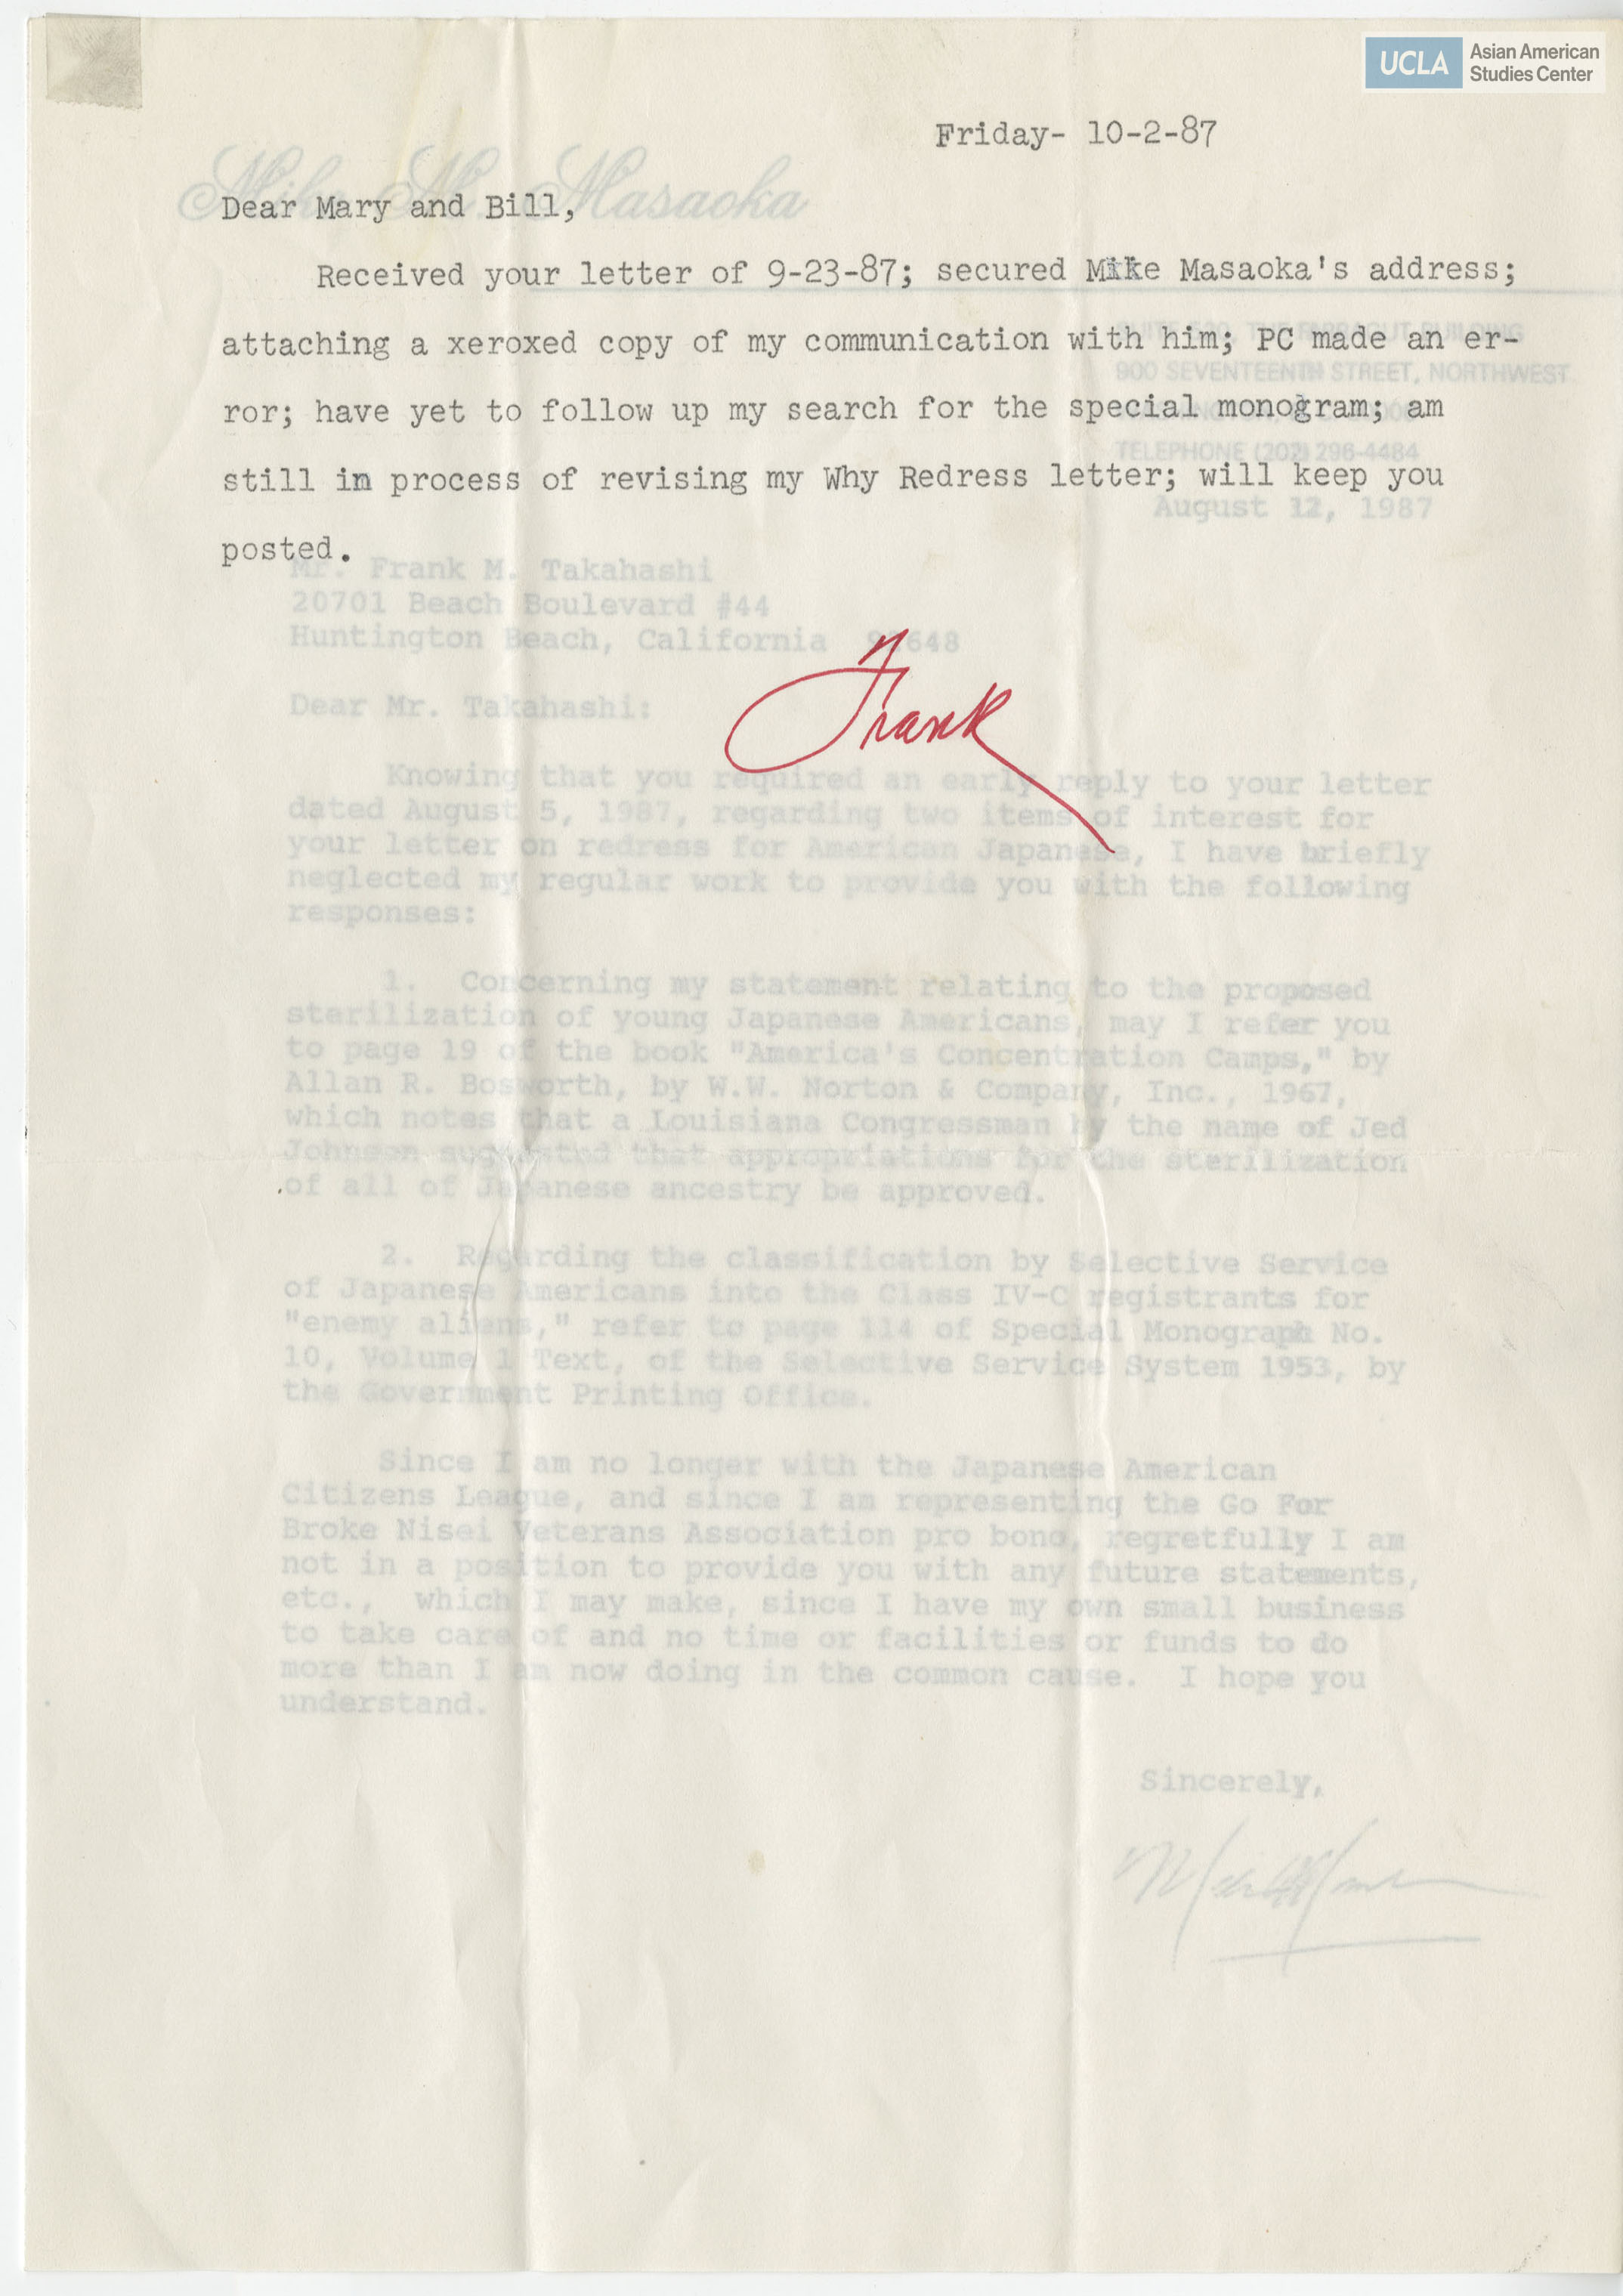 UCLA Asian American
Studies Center
Friday- 10-2-87
Mike M. Masaoka
Dear Mary and Bill,
Received your letter of 9-23-87; secured Mike Masaoka's address;
attaching a xeroxed copy of my communication with him; PC made an er-
ror; have yet to follow up my search for the special monogram; am
still in process of revising my Why Redress letter; will keep you
posted.
Frank
BUILDING
900 SEVENTEENTH STREET, NORTHWEST
TELEPHONE (202) 296-4484
August 12, 1987
Mr. Frank M. Takahashi
20701 Beach Boulevard #44
Huntington Beach, California 92648
Dear Mr. Takahashi:
Knowing that you required an early reply to your letter
dated August 5, 1987, regarding two items of interest for
your letter on redress for American Japanese, I have briefly
neglected my regular work to provide you with the following
responses:
1. Concerning my statement relating to the proposed
sterilization of young Japanese Americans, may I refer you
to page 19 of the book "America's Concentration Camps," by
Allan R. Bosworth, by W.W. Norton & Company, Inc., 1967,
which notes that a Louisiana Congressman by the name of Jed
Johnson suggested that appropriations for the sterilization
of all of Japanese ancestry be approved.
2. Regarding the classification by Selective Service
of Japanese Americans into the Class IV-C registrants for
"enemy aliens," refer to page 114 of Special Monograph No.
10, Volume 1 Text, of the Selective Service System 1953, by
the Government Printing Office.
Since I am no longer with the Japanese American
Citizens League, and since I am representing the Go For
Broke Nisei Veterans Association pro bono, regretfully I am
not in a position to provide you with any future statements,
etc., which I may make, since I have my own small business
to take care of and no time or facilities or funds to do
more than I am now doing in the common cause. I hope you
understand.
Sincerely,